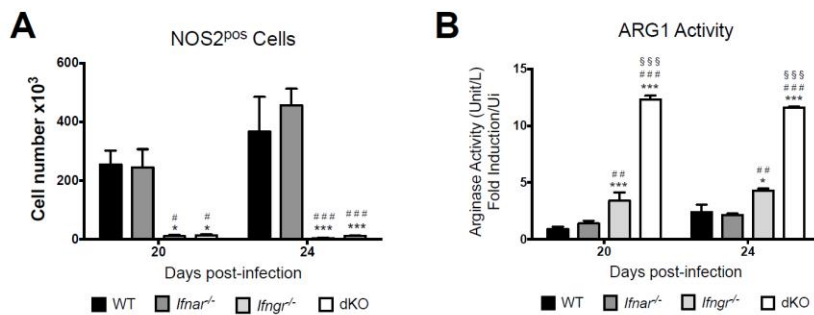 A
NOS2pos Cells
Cell number x10³
600
400
200
0
#
*
#
*
###
***
###
***
20
24
Days post-infection
WT
Ifnar-/-
Ifngr-/-
dKO
B
ARG1 Activity
Arginase Activity (Unit/L)
Fold Induction/Ui
15
10
5
0
##
***
§§§
###
***
##
*
§§§
###
***
20
24
Days post-infection
WT
Ifnar-/-
Ifngr-/-
dKO